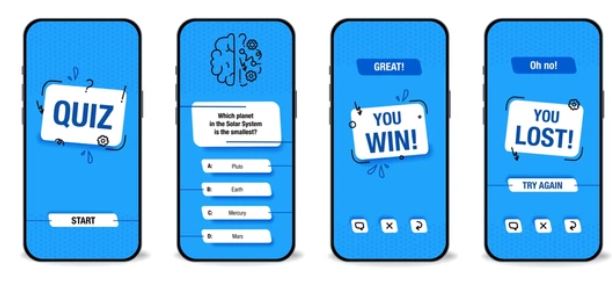 QUIZ
START
Which planet
in the Solar System
is the smallest?
A: Pluto
B: Earth
C: Mercury
D: Mars
GREAT!
YOU
WIN!
Oh no!
YOU
LOST!
TRY AGAIN